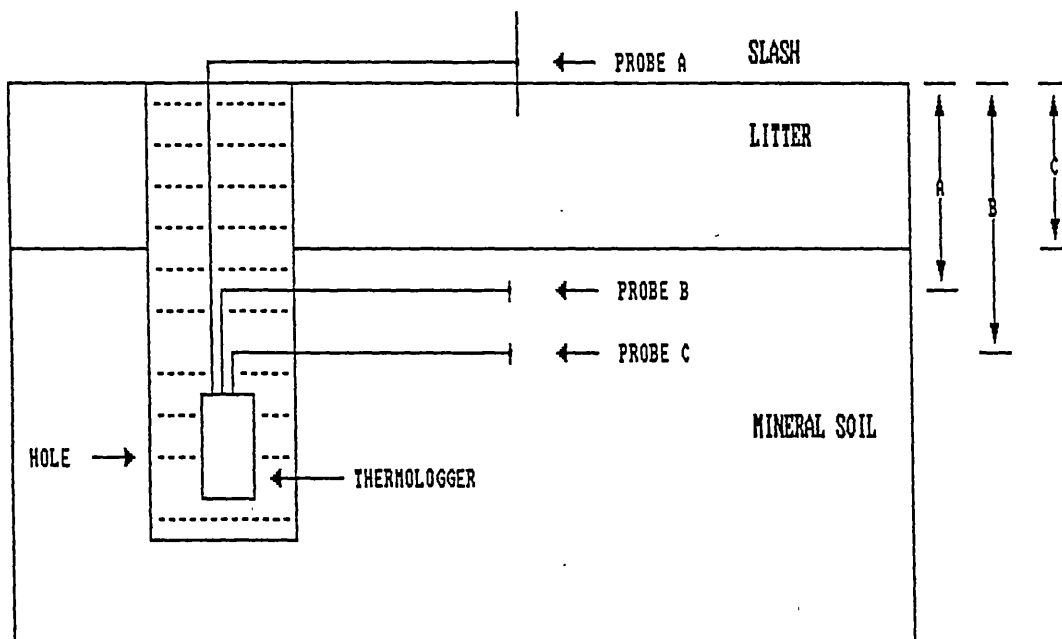 SLASH
PROBE A
LITTER
A
B
C
PROBE B
PROBE C
MINERAL SOIL
HOLE
THERMOLOGGER